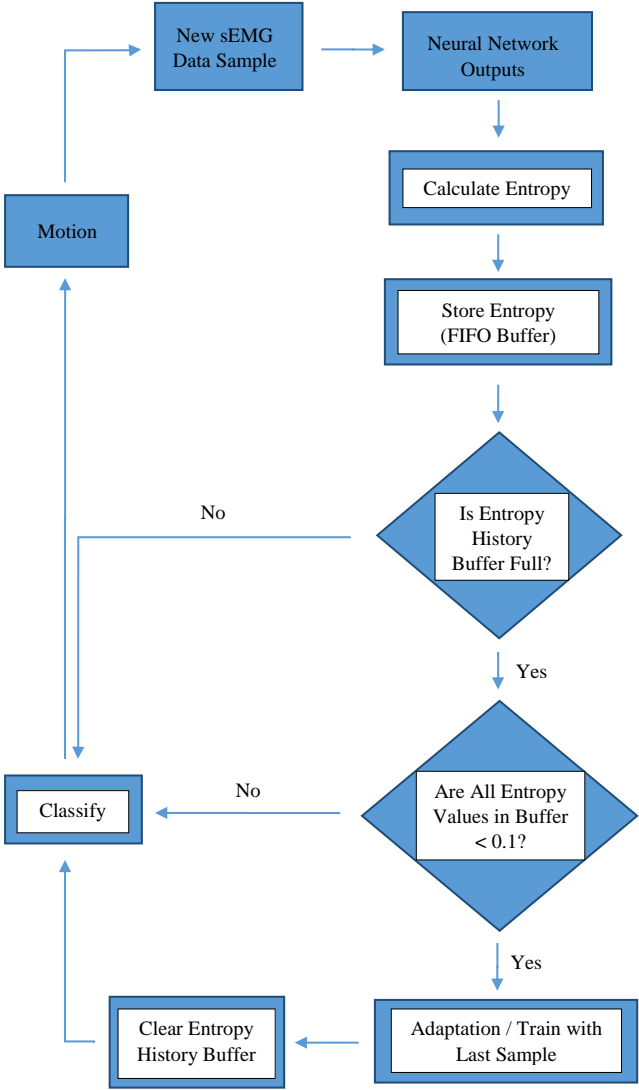 New sEMG
Data Sample
Neural Network
Outputs
Calculate Entropy
Motion
Store Entropy
(FIFO Buffer)
No
Is Entropy
History
Buffer Full?
Yes
Classify
No
Are All Entropy
Values in Buffer
< 0.1?
Yes
Clear Entropy
History Buffer
Adaptation / Train with
Last Sample